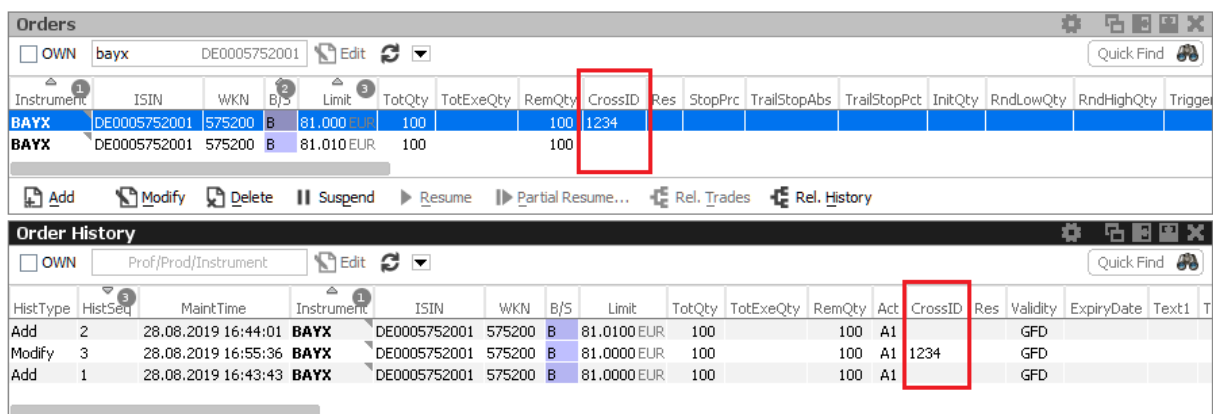 Orders
OWN bayx DE0005752001 Edit Quick Find
Instrument 1 ISIN WKN B/S 2 Limit 3 TotQty TotExeQty RemQty CrossID Res StopPrc TrailStopAbs TrailStopPct InitQty RndLowQty RndHighQty Trigger
BAYX DE0005752001 575200 B 81.000 EUR 100 100 1234
BAYX DE0005752001 575200 B 81.010 EUR 100 100
Add Modify Delete Suspend Resume Partial Resume... Rel. Trades Rel. History
Order History
OWN Prof/Prod/Instrument Edit Quick Find
HistType HistSeq 3 MaintTime Instrument 1 ISIN WKN B/S Limit TotQty TotExeQty RemQty Act CrossID Res Validity ExpiryDate Text1 T
Add 2 28.08.2019 16:44:01 BAYX DE0005752001 575200 B 81.0100 EUR 100 100 A1 GFD
Modify 3 28.08.2019 16:55:36 BAYX DE0005752001 575200 B 81.0000 EUR 100 100 A1 1234 GFD
Add 1 28.08.2019 16:43:43 BAYX DE0005752001 575200 B 81.0000 EUR 100 100 A1 GFD